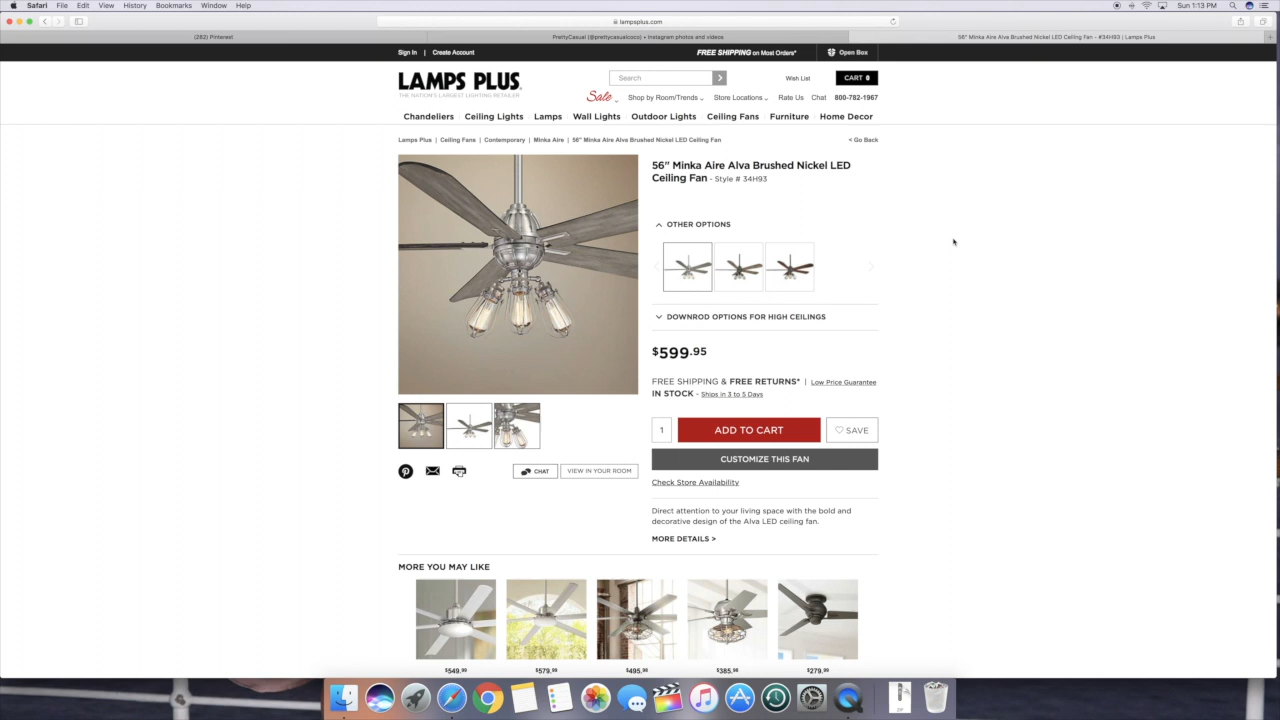 Safari File Edit View History Bookmarks Window Help
Sun 1:13 PM
lampsplus.com
(282) Pinterest
PrettyCasual (@prettycasualcoco) • Instagram photos and videos
56" Minka Aire Alva Brushed Nickel LED Ceiling Fan - #34H93 | Lamps Plus
Sign In | Create Account
FREE SHIPPING on Most Orders*
Open Box
LAMPS PLUS
THE NATION'S LARGEST LIGHTING RETAILER
Search
Wish List
CART 0
Sale
Shop by Room/Trends
Store Locations
Rate Us
Chat
800-782-1967
Chandeliers Ceiling Lights Lamps Wall Lights Outdoor Lights Ceiling Fans Furniture Home Decor
Lamps Plus | Ceiling Fans | Contemporary | Minka Aire | 56" Minka Aire Alva Brushed Nickel LED Ceiling Fan
< Go Back
56" Minka Aire Alva Brushed Nickel LED
Ceiling Fan - Style # 34H93
OTHER OPTIONS
DOWNROD OPTIONS FOR HIGH CEILINGS
$599.95
FREE SHIPPING & FREE RETURNS* | Low Price Guarantee
IN STOCK - Ships in 3 to 5 Days
1
ADD TO CART
SAVE
CUSTOMIZE THIS FAN
CHAT
VIEW IN YOUR ROOM
Check Store Availability
Direct attention to your living space with the bold and
decorative design of the Alva LED ceiling fan.
MORE DETAILS >
MORE YOU MAY LIKE
$549.99 $579.99 $495.98 $385.98 $279.99